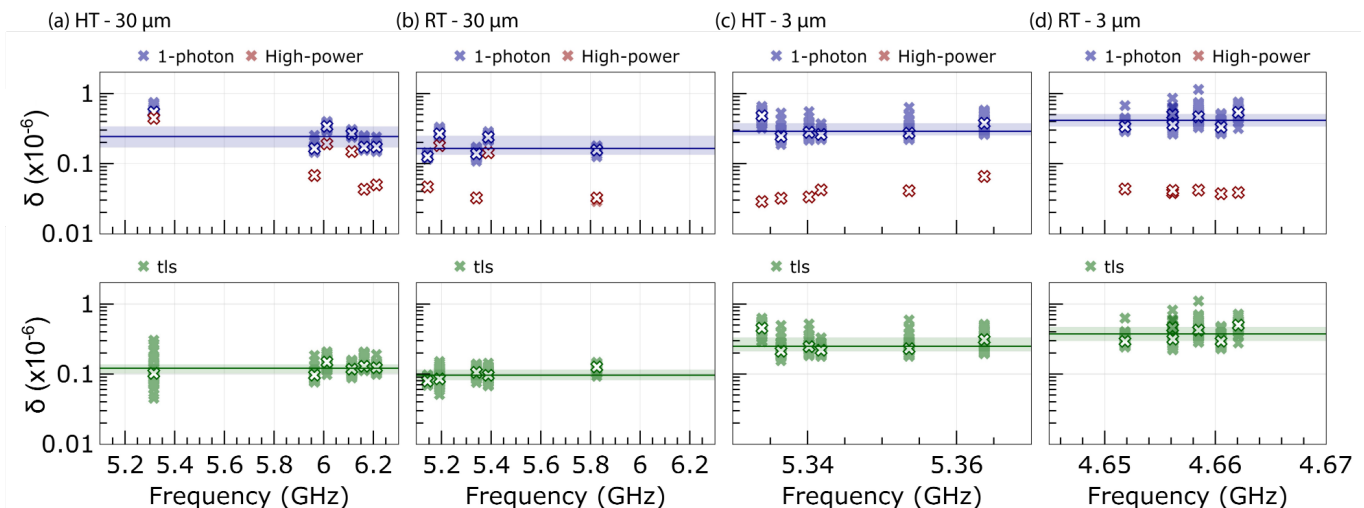 (a) HT - 30 μm (b) RT - 30 μm (c) HT - 3 μm (d) RT - 3 μm
1-photon High-power 1-photon High-power 1-photon High-power 1-photon High-power
1
0.1
0.01
δ (x10⁻⁶)
tls tls tls tls
1
0.1
0.01
δ (x10⁻⁶)
5.2 5.4 5.6 5.8 6 6.2 5.2 5.4 5.6 5.8 6 6.2 5.34 5.36 4.65 4.66 4.67
Frequency (GHz) Frequency (GHz) Frequency (GHz) Frequency (GHz)